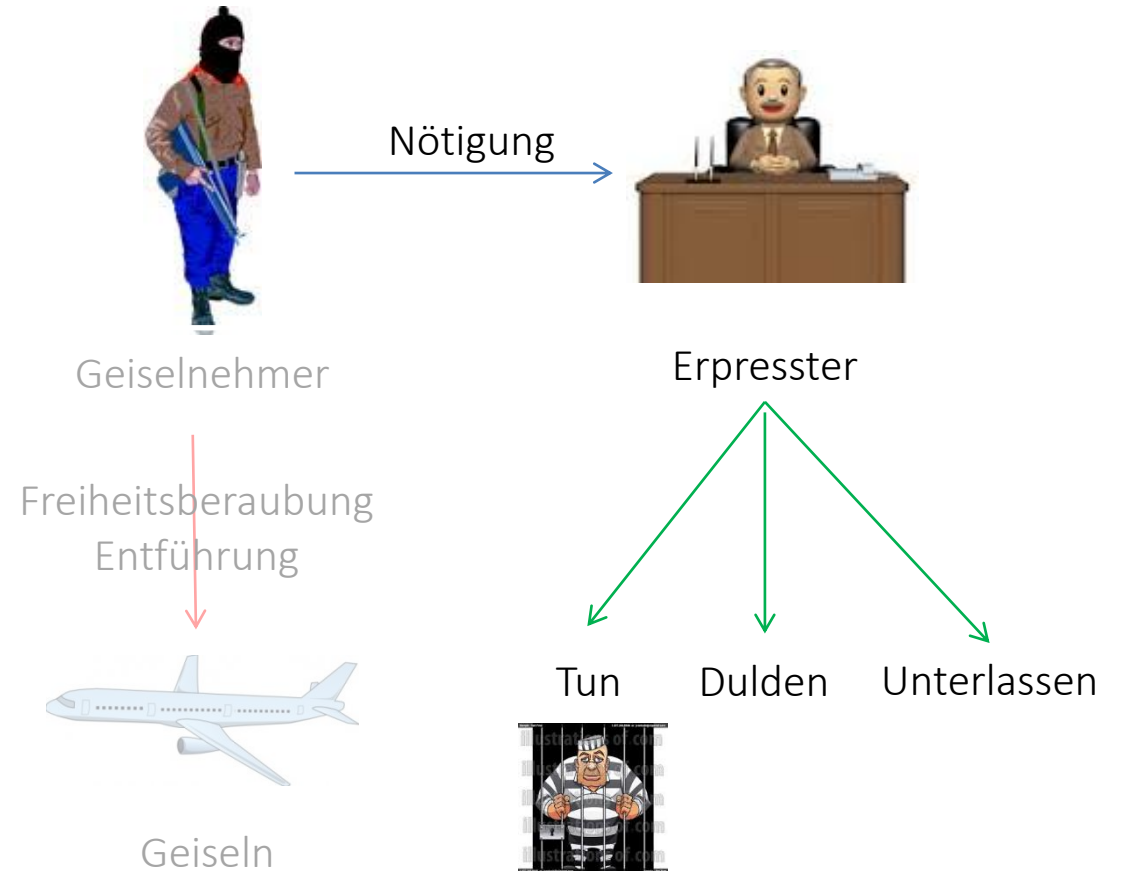 Nötigung
Geiselnehmer
Erpresster
Freiheitsberaubung
Entführung
Tun
Dulden
Unterlassen
Geiseln